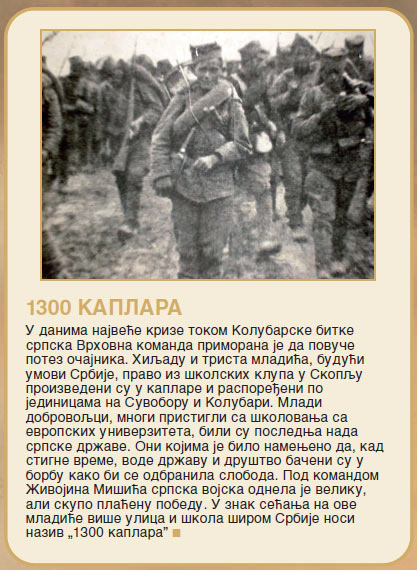 1300 КАПЛАРА
У данима највеће кризе током Колубарске битке
српска Врховна команда приморана је да повуче
потез очајника. Хиљаду и триста младића, будући
умови Србије, право из школских клупа у Скопљу
произведени су у капларе и распоређени по
јединицама на Сувобору и Колубари. Млади
добровољци, многи пристигли са школовања са
европских универзитета, били су последња нада
српске државе. Они којима је било намењено да, кад
стигне време, воде државу и друштво бачени су у
борбу како би се одбранила слобода. Под командом
Живојина Мишића српска војска однела је велику,
али скупо плаћену победу. У знак сећања на ове
младиће више улица и школа широм Србије носи
назив „1300 каплара”